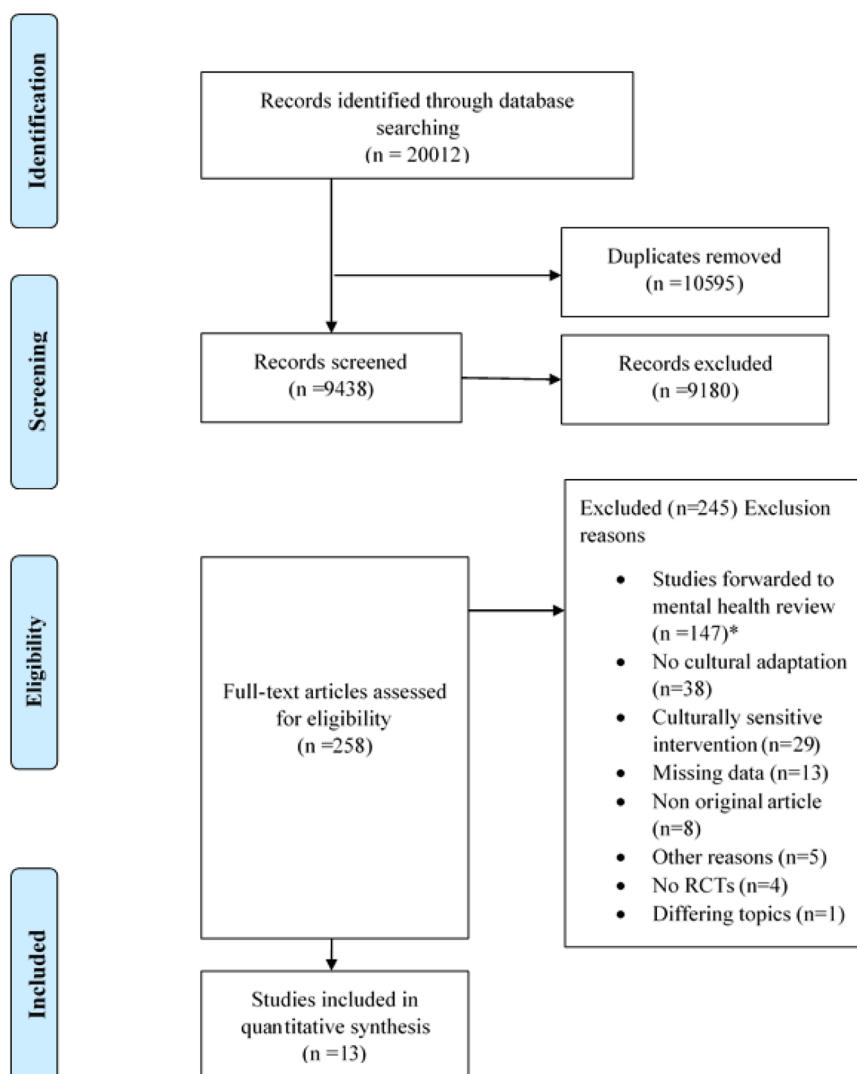 Identification
Records identified through database
searching
(n = 20012)
Duplicates removed
(n =10595)
Screening
Records screened
(n =9438)
Records excluded
(n =9180)
Eligibility
Full-text articles assessed
for eligibility
(n =258)
Excluded (n=245) Exclusion
reasons
• Studies forwarded to
mental health review
(n =147)*
• No cultural adaptation
(n=38)
• Culturally sensitive
intervention (n=29)
• Missing data (n=13)
• Non original article
(n=8)
• Other reasons (n=5)
• No RCTs (n=4)
• Differing topics (n=1)
Included
Studies included in
quantitative synthesis
(n =13)